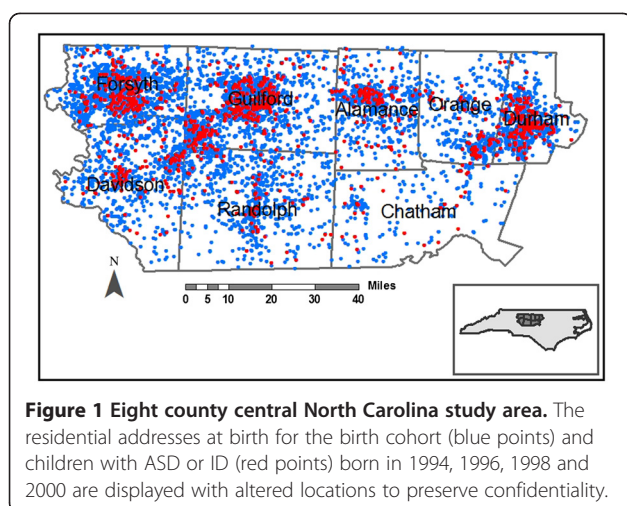 Forsyth
Guilford
Alamance
Orange
Durham
Davidson
Randolph
Chatham
N
Miles
0 5 10 20 30 40
Figure 1 Eight county central North Carolina study area. The
residential addresses at birth for the birth cohort (blue points) and
children with ASD or ID (red points) born in 1994, 1996, 1998 and
2000 are displayed with altered locations to preserve confidentiality.